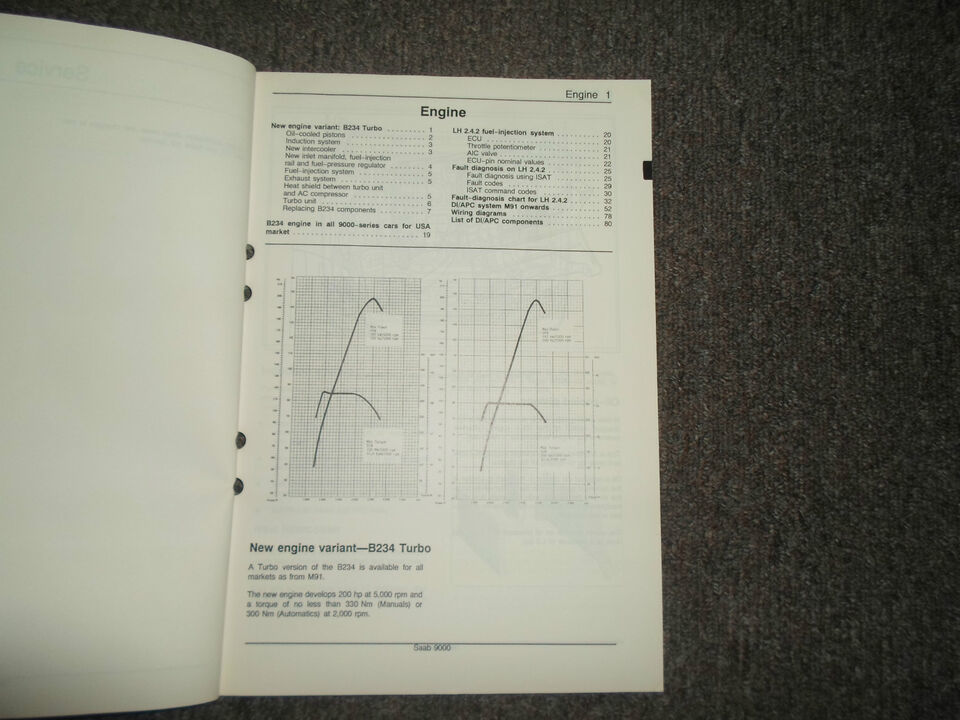 Engine 1
Engine
New engine variant: B234 Turbo .......... 1
Oil-cooled pistons .......... 2
Induction system .......... 3
New intercooler .......... 3
New inlet manifold, fuel-injection
rail and fuel-pressure regulator .......... 4
Fuel-injection system .......... 5
Exhaust system .......... 5
Heat shield between turbo unit
and AC compressor .......... 5
Turbo unit .......... 6
Replacing B234 components .......... 7
B234 engine in all 9000-series cars for USA
market .......... 19
LH 2.4.2 fuel-injection system .......... 20
ECU .......... 20
Throttle potentiometer .......... 21
AIC valve .......... 21
ECU-pin nominal values .......... 22
Fault diagnosis on LH 2.4.2 .......... 25
Fault diagnosis using ISAT .......... 25
Fault codes .......... 29
ISAT command codes .......... 30
Fault-diagnosis chart for LH 2.4.2 .......... 32
DI/APC system M91 onwards .......... 52
Wiring diagrams .......... 78
List of DI/APC components .......... 80
Max Power
Max Torque
Max Power
Max Torque
New engine variant—B234 Turbo
A Turbo version of the B234 is available for all
markets as from M91.
The new engine develops 200 hp at 5,000 rpm and
a torque of no less than 330 Nm (Manuals) or
300 Nm (Automatics) at 2,000 rpm.
Saab 9000
Service